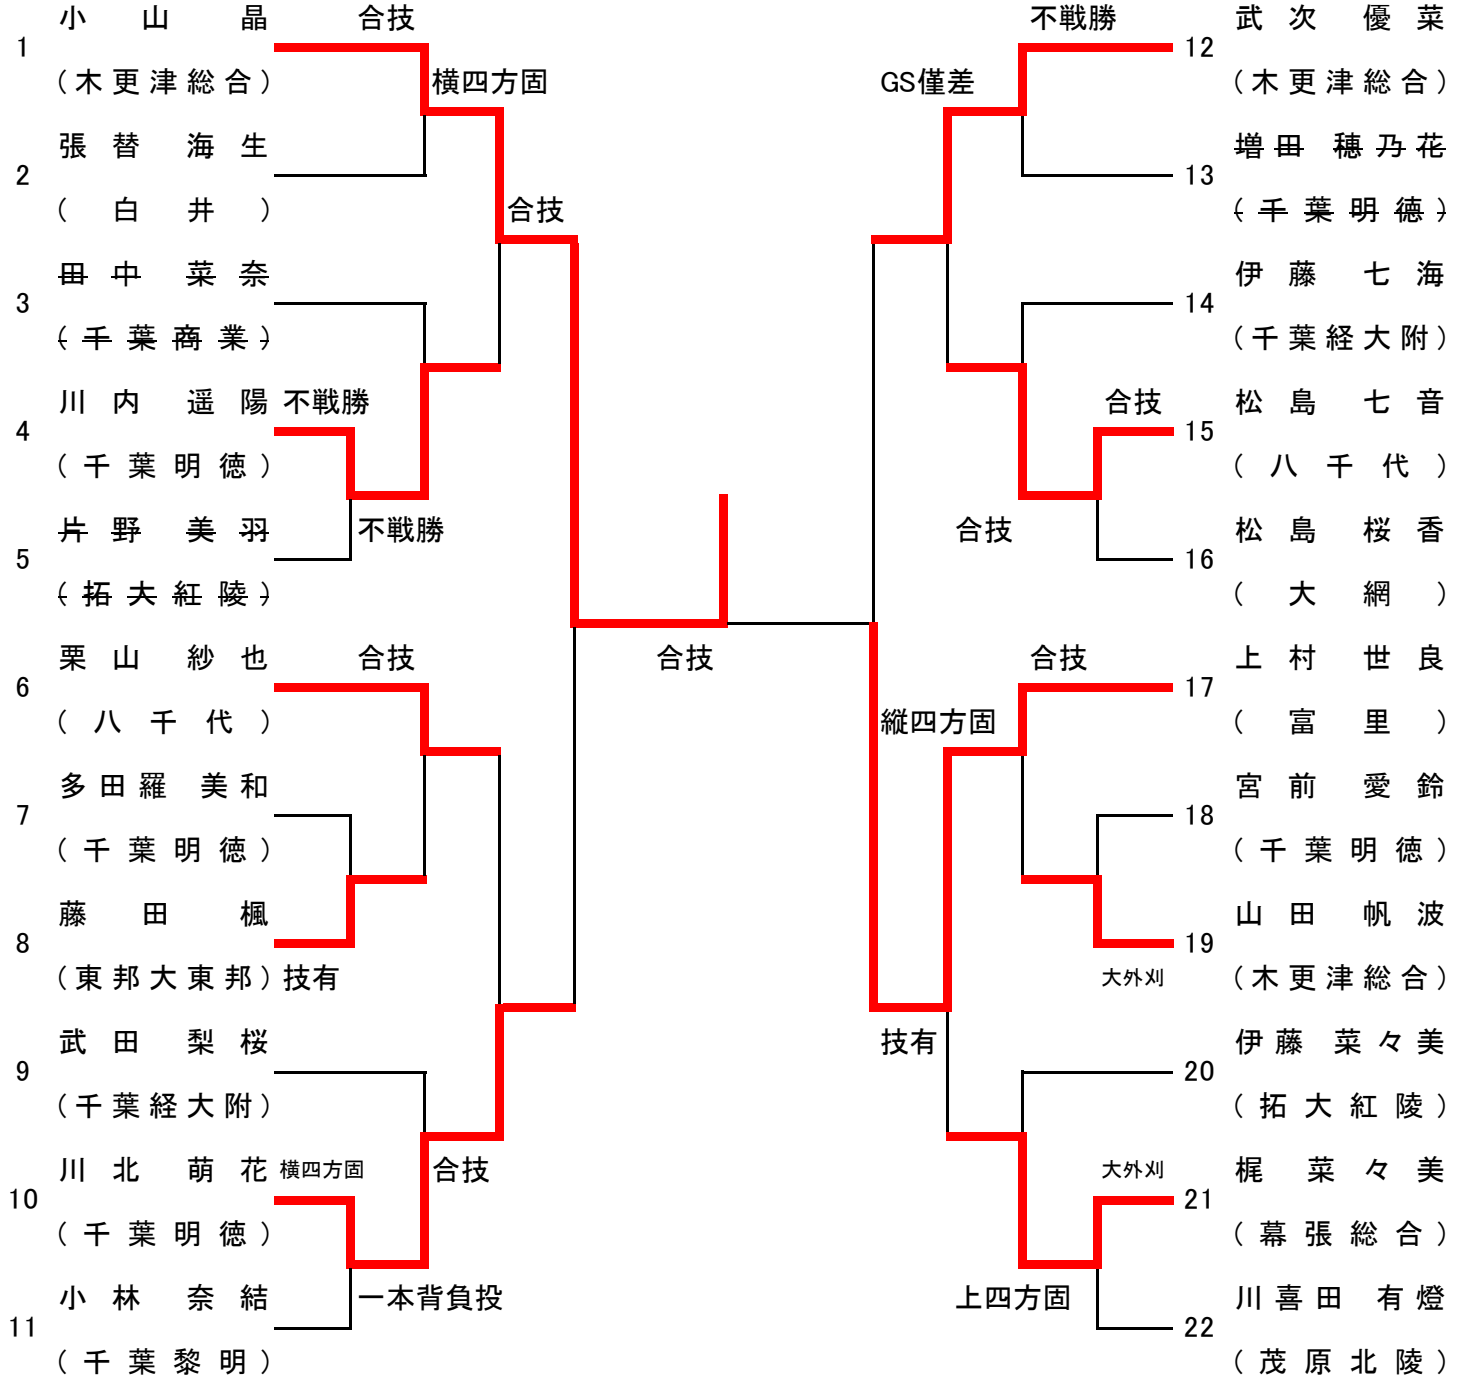 小山 晶
合技
1
(木更津総合)
横四方固
張替 海生
2
(白井)
合技
田中 菜奈
3
(千葉商業)
川内 遥陽
不戦勝
4
(千葉明徳)
片野 美羽
不戦勝
5
(拓大紅陵)
栗山 紗也
合技
6
(八千代)
多田羅 美和
7
(千葉明徳)
藤田 楓
8
(東邦大東邦)
技有
武田 梨桜
9
(千葉経大附)
川北 萌花
横四方固
合技
10
(千葉明徳)
小林 奈結
一本背負投
11
(千葉黎明)
合技
不戦勝
武次 優菜
12
GS僅差
(木更津総合)
増田 穂乃花
13
(千葉明徳)
伊藤 七海
14
(千葉経大附)
合技
松島 七音
15
(八千代)
合技
松島 桜香
16
(大網)
合技
上村 世良
17
縦四方固
(富里)
宮前 愛鈴
18
(千葉明徳)
山田 帆波
19
大外刈
(木更津総合)
技有
伊藤 菜々美
20
(拓大紅陵)
大外刈
梶 菜々美
21
(幕張総合)
上四方固
川喜田 有燈
22
(茂原北陵)